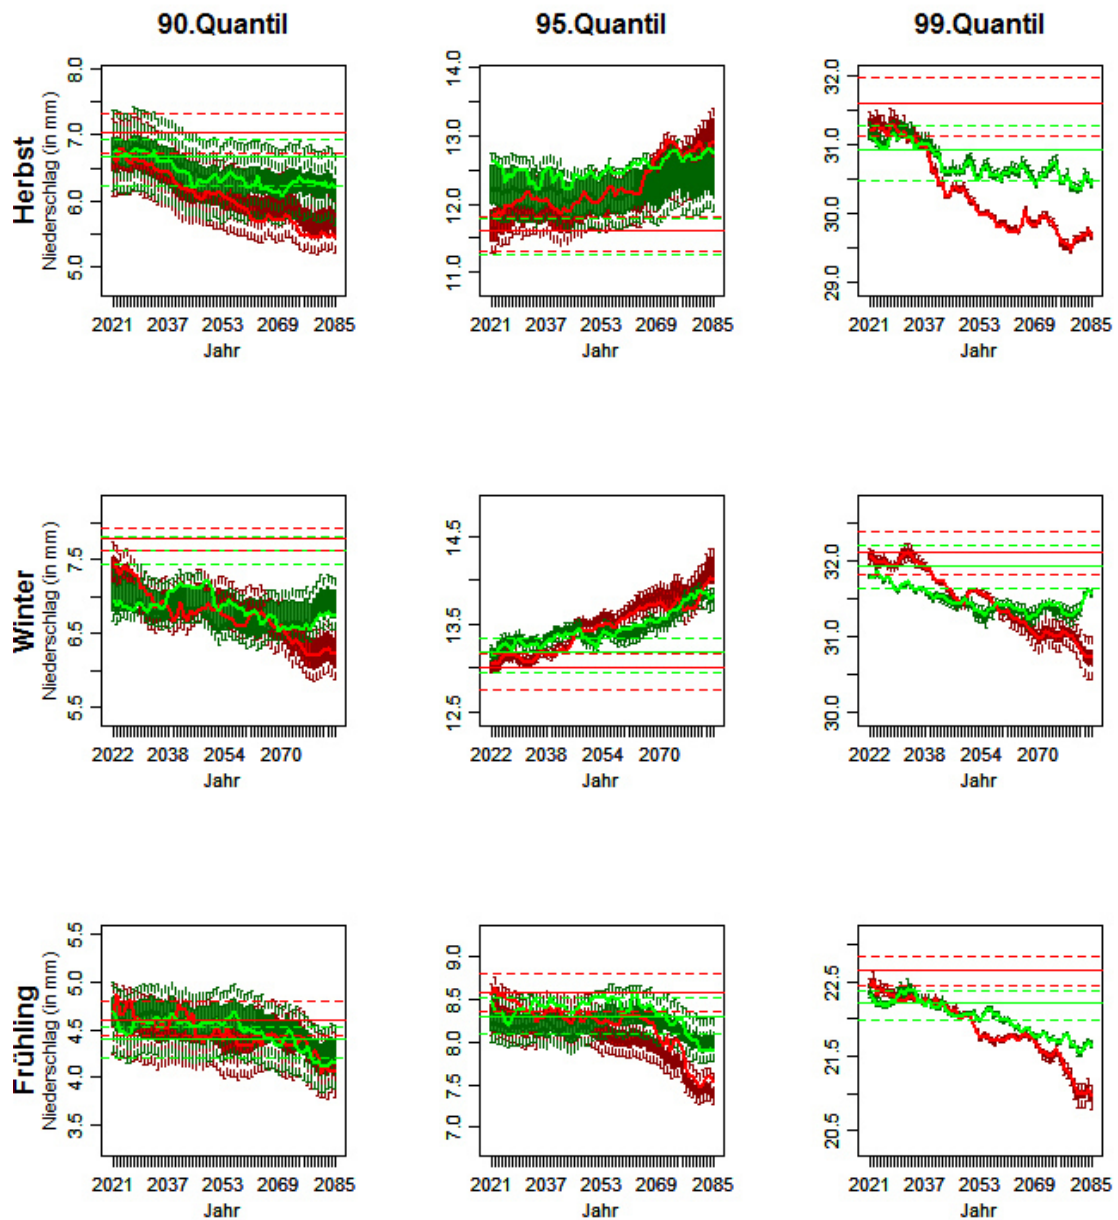 90.Quantil 95.Quantil 99.Quantil
Herbst
Niederschlag (in mm)
8.0 7.0 6.0 5.0
14.0 13.0 12.0 11.0
32.0 31.0 30.0 29.0
2021 2037 2053 2069 2085
2021 2037 2053 2069 2085
2021 2037 2053 2069 2085
Jahr Jahr Jahr
Winter
Niederschlag (in mm)
7.5 6.5 5.5
14.5 13.5 12.5
32.0 31.0 30.0
2022 2038 2054 2070
2022 2038 2054 2070
2022 2038 2054 2070
Jahr Jahr Jahr
Frühling
Niederschlag (in mm)
5.5 5.0 4.5 4.0 3.5
9.0 8.5 8.0 7.5 7.0
22.5 21.5 20.5
2021 2037 2053 2069 2085
2021 2037 2053 2069 2085
2021 2037 2053 2069 2085
Jahr Jahr Jahr